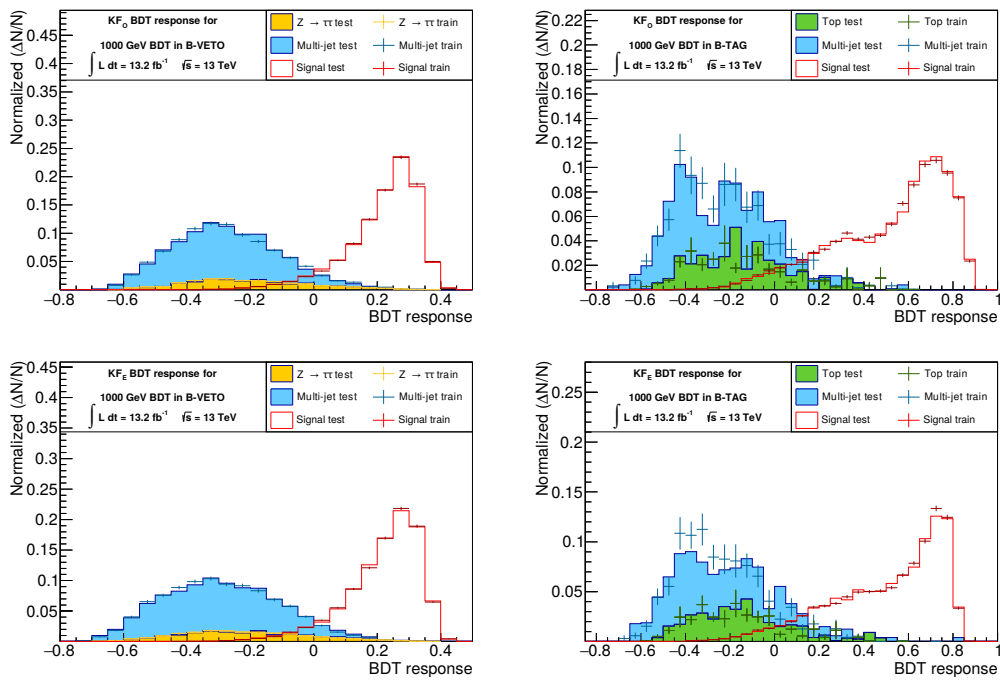 Normalized (ΔN/N)
KF_O BDT response for
1000 GeV BDT in B-VETO
∫ L dt = 13.2 fb⁻¹ √s = 13 TeV
Z → ττ test
Z → ττ train
Multi-jet test
Multi-jet train
Signal test
Signal train
0.45
0.4
0.35
0.3
0.25
0.2
0.15
0.1
0.05
−0.8 −0.6 −0.4 −0.2 0 0.2 0.4
BDT response
Normalized (ΔN/N)
KF_O BDT response for
1000 GeV BDT in B-TAG
∫ L dt = 13.2 fb⁻¹ √s = 13 TeV
Top test
Top train
Multi-jet test
Multi-jet train
Signal test
Signal train
0.22
0.2
0.18
0.16
0.14
0.12
0.1
0.08
0.06
0.04
0.02
−0.8 −0.6 −0.4 −0.2 0 0.2 0.4 0.6 0.8 1
BDT response
Normalized (ΔN/N)
KF_E BDT response for
1000 GeV BDT in B-VETO
∫ L dt = 13.2 fb⁻¹ √s = 13 TeV
Z → ττ test
Z → ττ train
Multi-jet test
Multi-jet train
Signal test
Signal train
0.45
0.4
0.35
0.3
0.25
0.2
0.15
0.1
0.05
−0.8 −0.6 −0.4 −0.2 0 0.2 0.4
BDT response
Normalized (ΔN/N)
KF_E BDT response for
1000 GeV BDT in B-TAG
∫ L dt = 13.2 fb⁻¹ √s = 13 TeV
Top test
Top train
Multi-jet test
Multi-jet train
Signal test
Signal train
0.25
0.2
0.15
0.1
0.05
−0.8 −0.6 −0.4 −0.2 0 0.2 0.4 0.6 0.8 1
BDT response